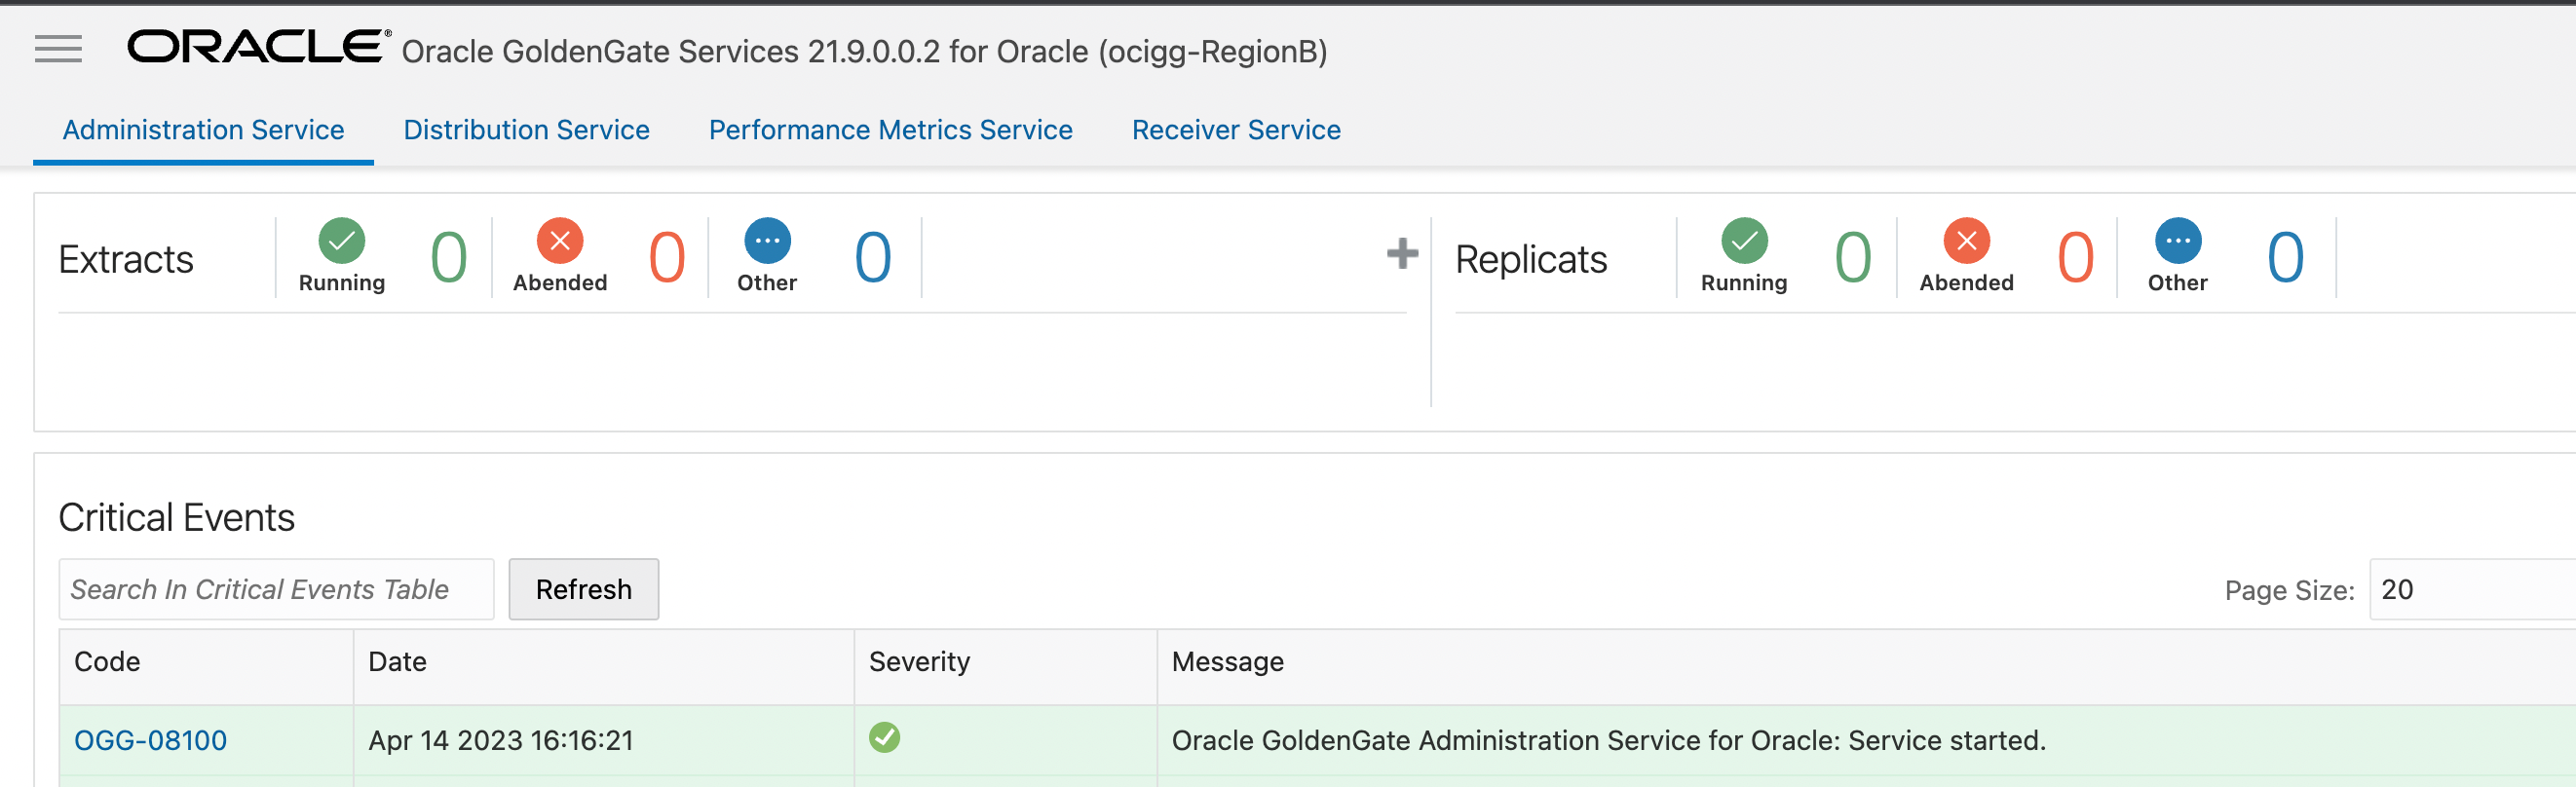 ORACLE® Oracle GoldenGate Services 21.9.0.0.2 for Oracle (ocigg-RegionB)
Administration Service Distribution Service Performance Metrics Service Receiver Service
Extracts Running 0 Abended 0 Other 0 Replicats Running 0 Abended 0 Other 0
Critical Events
Search In Critical Events Table Refresh Page Size: 20
Code Date Severity Message
OGG-08100 Apr 14 2023 16:16:21 Oracle GoldenGate Administration Service for Oracle: Service started.